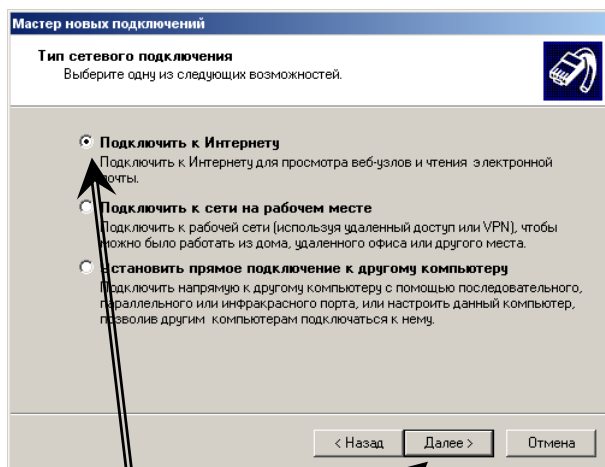 Мастер новых подключений
Тип сетевого подключения
Выберите одну из следующих возможностей.
Подключить к Интернету
Подключить к Интернету для просмотра веб-узлов и чтения электронной
почты.
Подключить к сети на рабочем месте
Подключить к рабочей сети (используя удаленный доступ или VPN), чтобы
можно было работать из дома, удаленного офиса или другого места.
Установить прямое подключение к другому компьютеру
Подключить напрямую к другому компьютеру с помощью последовательного,
параллельного или инфракрасного порта, или настроить данный компьютер,
позволив другим компьютерам подключаться к нему.
< Назад
Далее >
Отмена